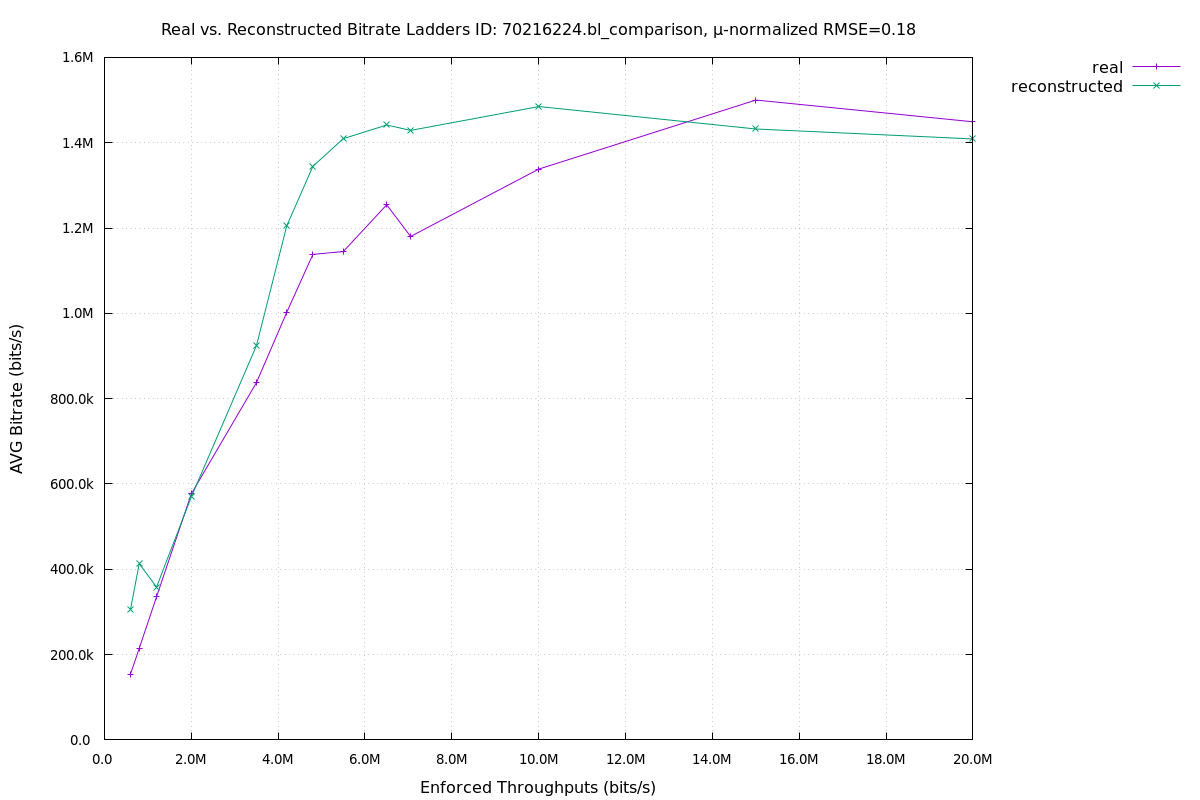 Real vs. Reconstructed Bitrate Ladders ID: 70216224.bl_comparison, µ-normalized RMSE=0.18
real
reconstructed
1.6M
1.4M
1.2M
1.0M
800.0k
600.0k
400.0k
200.0k
0.0
AVG Bitrate (bits/s)
0.0 2.0M 4.0M 6.0M 8.0M 10.0M 12.0M 14.0M 16.0M 18.0M 20.0M
Enforced Throughputs (bits/s)